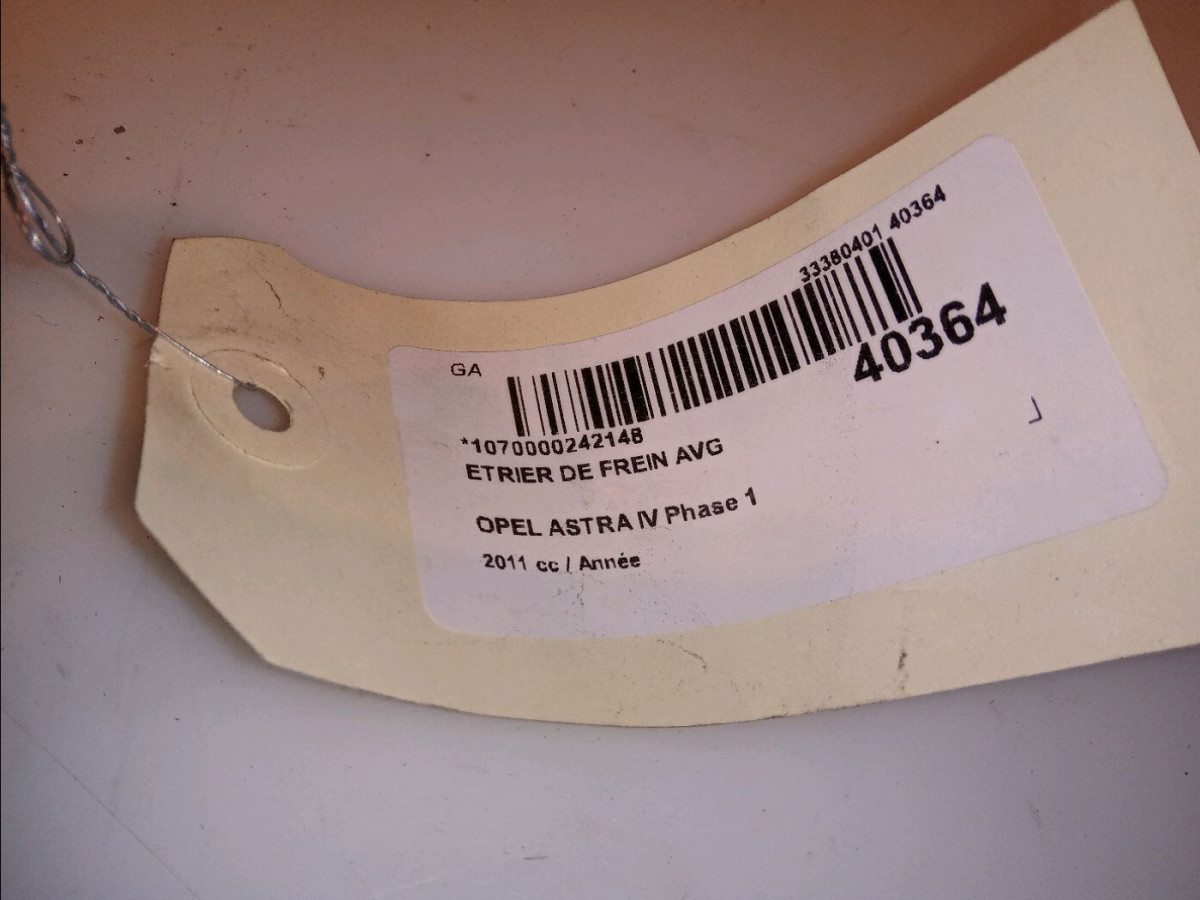 GA
33380401 40364
40364
*1070000242148
ETRIER DE FREIN AVG
OPEL ASTRA IV Phase 1
2011 cc / Année